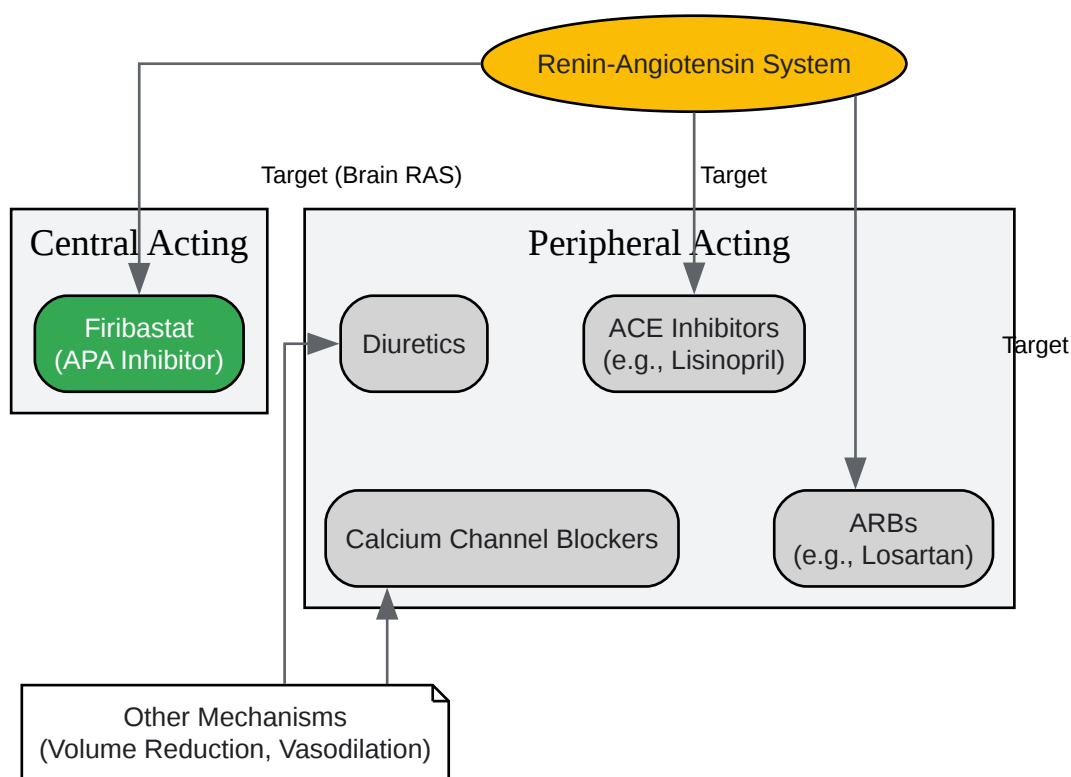 Renin-Angiotensin System
Target (Brain RAS)
Target
Central Acting
Peripheral Acting
Firibastat
(APA Inhibitor)
Diuretics
ACE Inhibitors
(e.g., Lisinopril)
Target
Calcium Channel Blockers
ARBs
(e.g., Losartan)
Other Mechanisms
(Volume Reduction, Vasodilation)